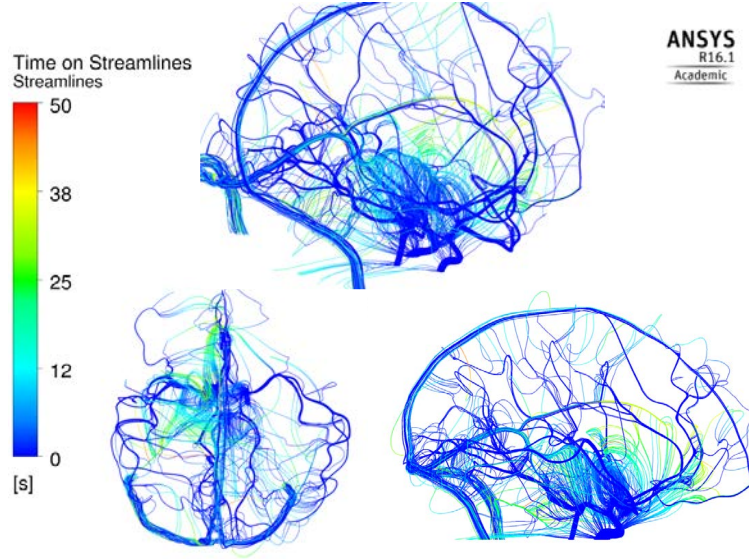 Time on Streamlines
Streamlines
50
38
25
12
0
[s]
ANSYS
R16.1
Academic